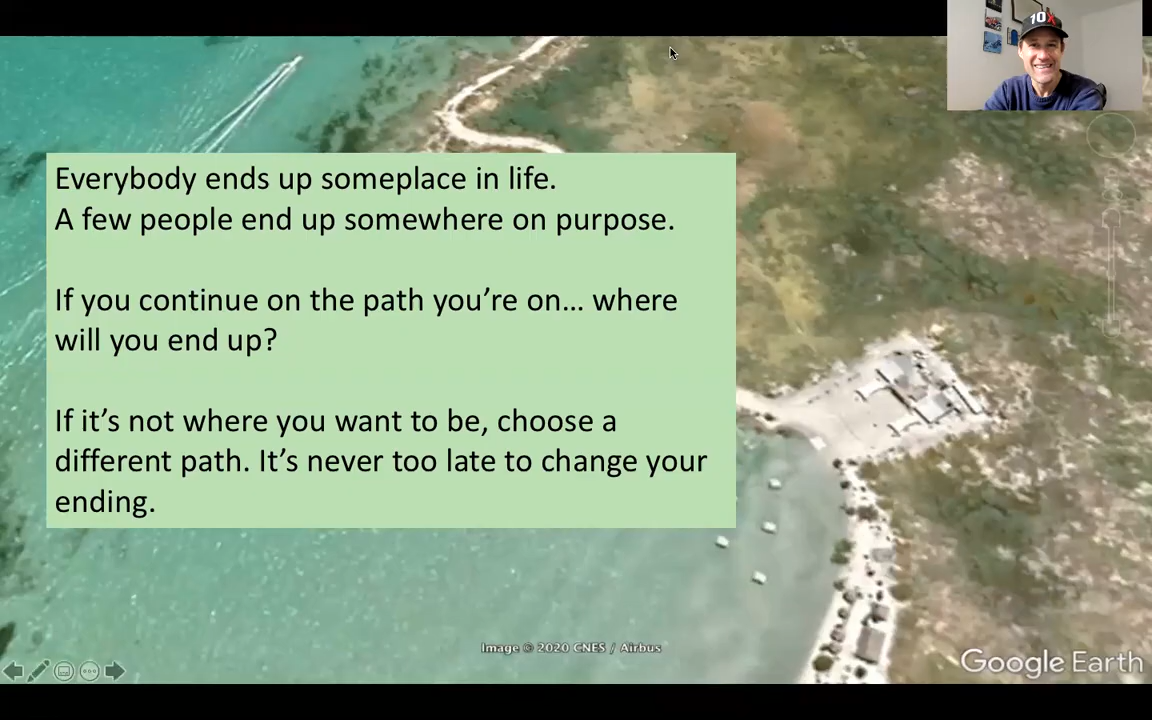 10X
Everybody ends up someplace in life.
A few people end up somewhere on purpose.
If you continue on the path you’re on… where
will you end up?
If it’s not where you want to be, choose a
different path. It’s never too late to change your
ending.
Image © 2020 CNES / Airbus
Google Earth